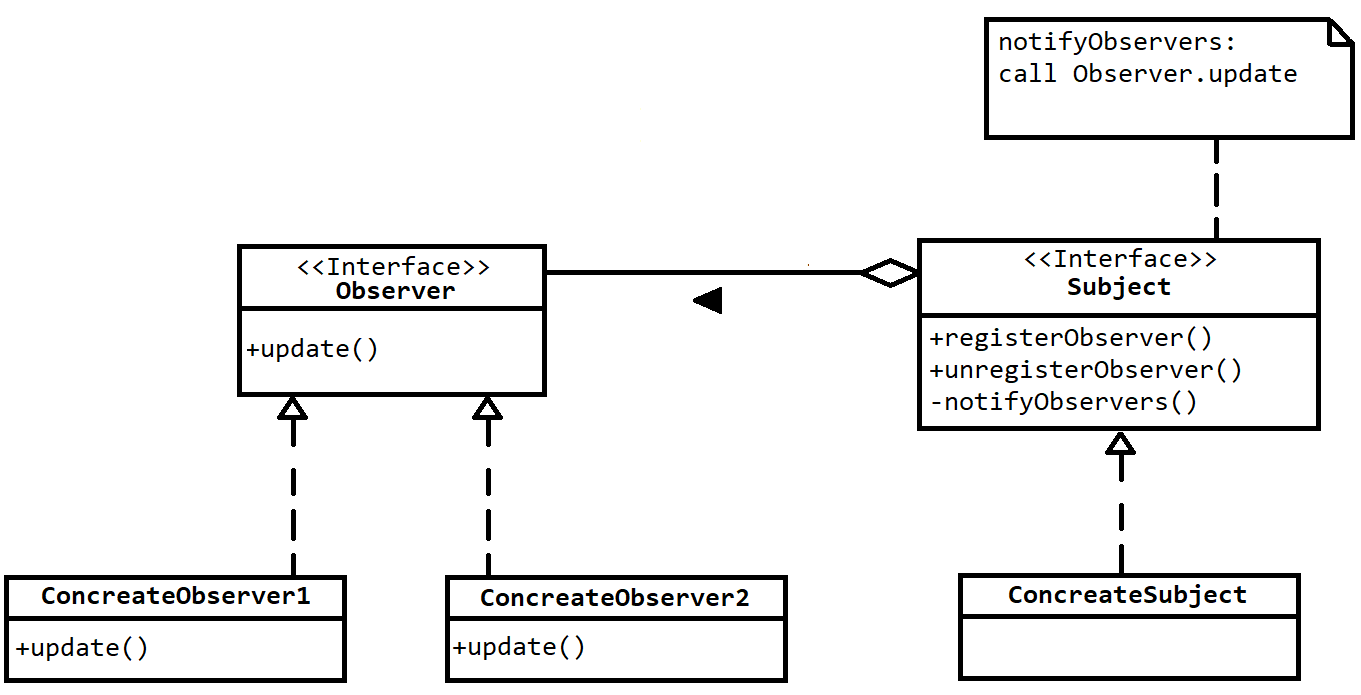 notifyObservers:
call Observer.update
<<Interface>>
Observer
+update()
<<Interface>>
Subject
+registerObserver()
+unregisterObserver()
-notifyObservers()
ConcreateObserver1
+update()
ConcreateObserver2
+update()
ConcreateSubject